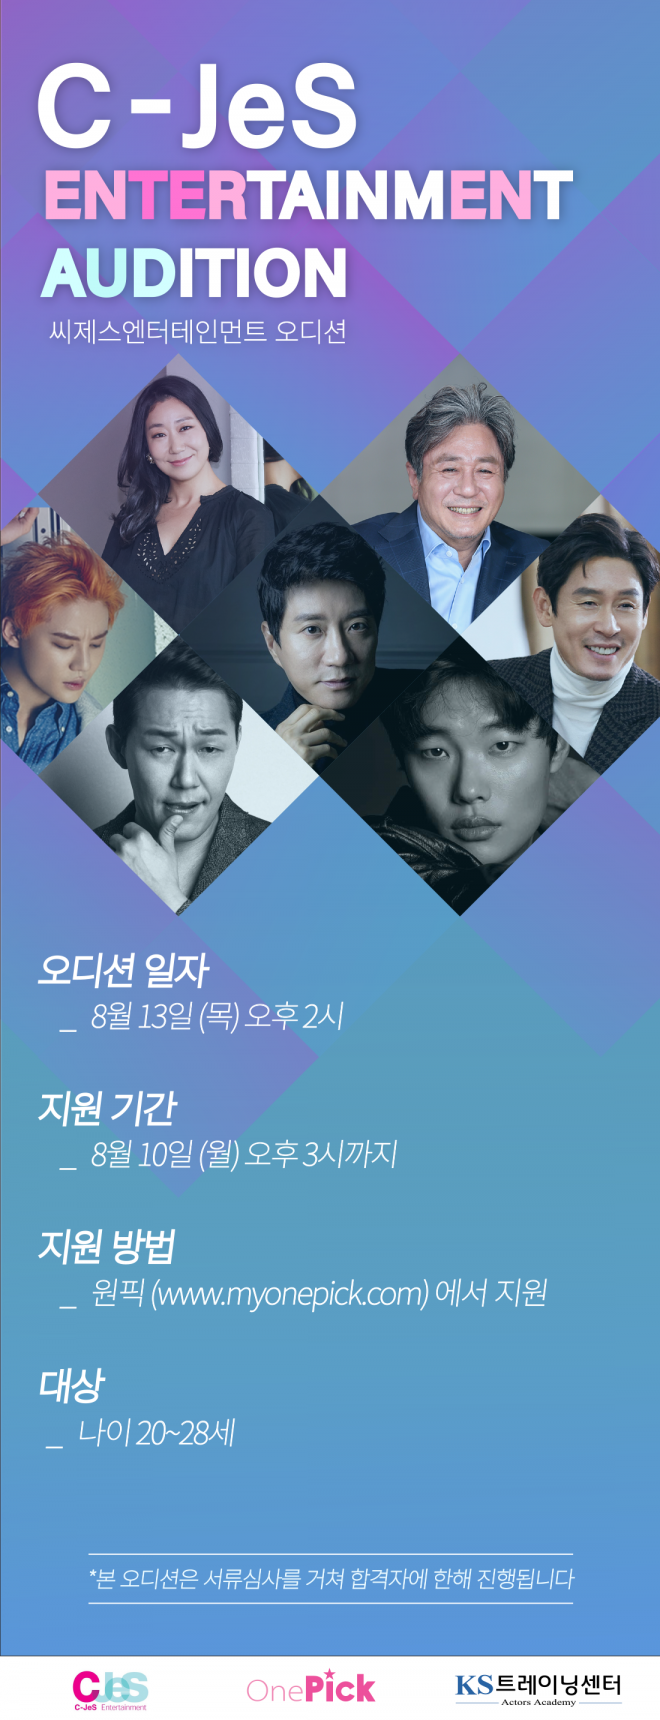 C-JeS
ENTERTAINMENT
AUDITION
씨제스엔터테인먼트 오디션
오디션 일자
_ 8월 13일 (목) 오후 2시
지원 기간
_ 8월 10일 (월) 오후 3시까지
지원 방법
_ 원픽 (www.myonepick.com) 에서 지원
대상
_ 나이 20~28세
*본 오디션은 서류심사를 거쳐 합격자에 한해 진행됩니다
CJeS
C-JeS Entertainment
OnePick
KS트레이닝센터
Actors Academy